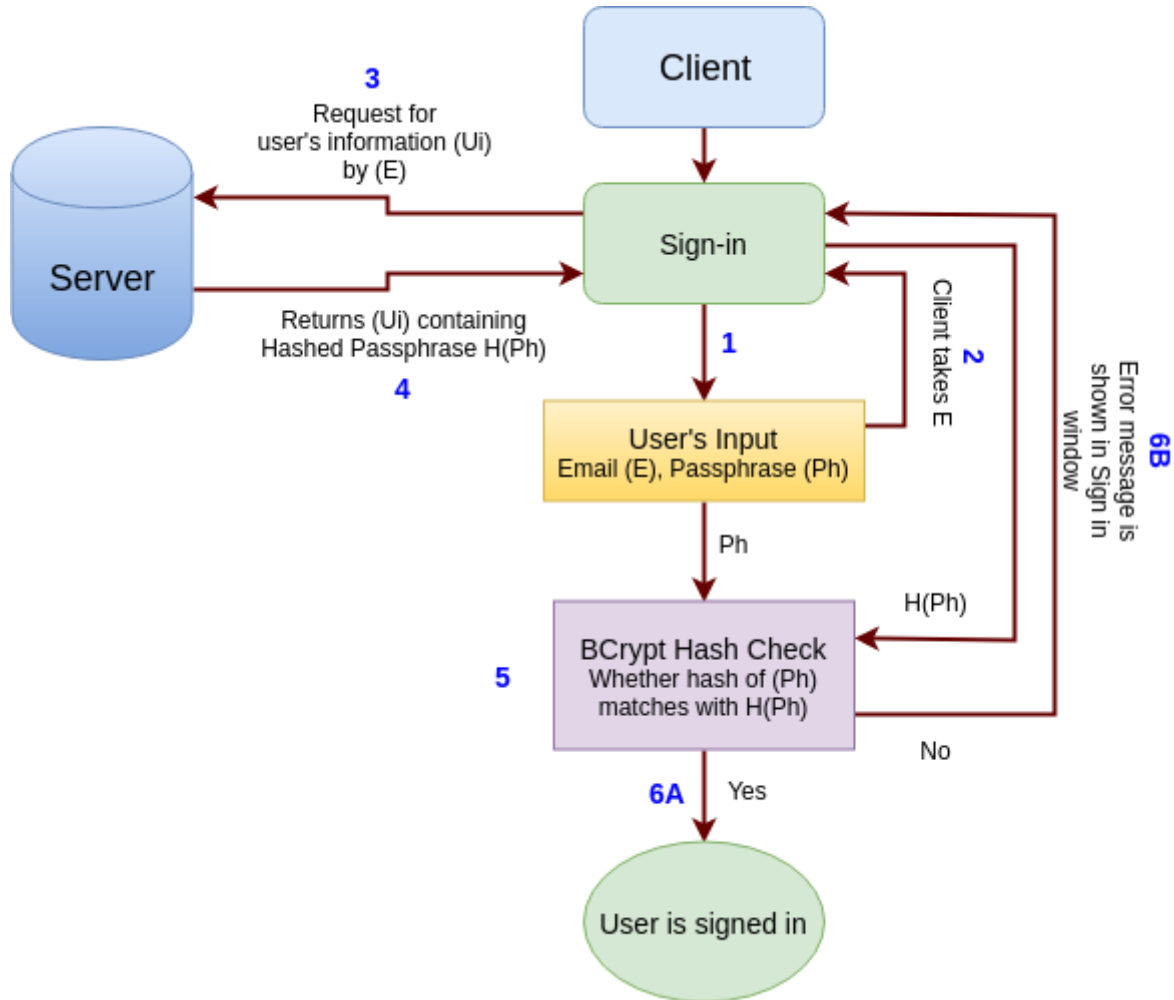 Client
3
Request for
user's information (Ui)
by (E)
Server
Sign-in
Returns (Ui) containing
Hashed Passphrase H(Ph)
4
1
Client takes E
2
Error message is
shown in Sign in
window
6B
User's Input
Email (E), Passphrase (Ph)
Ph
H(Ph)
5
BCrypt Hash Check
Whether hash of (Ph)
matches with H(Ph)
No
6A
Yes
User is signed in